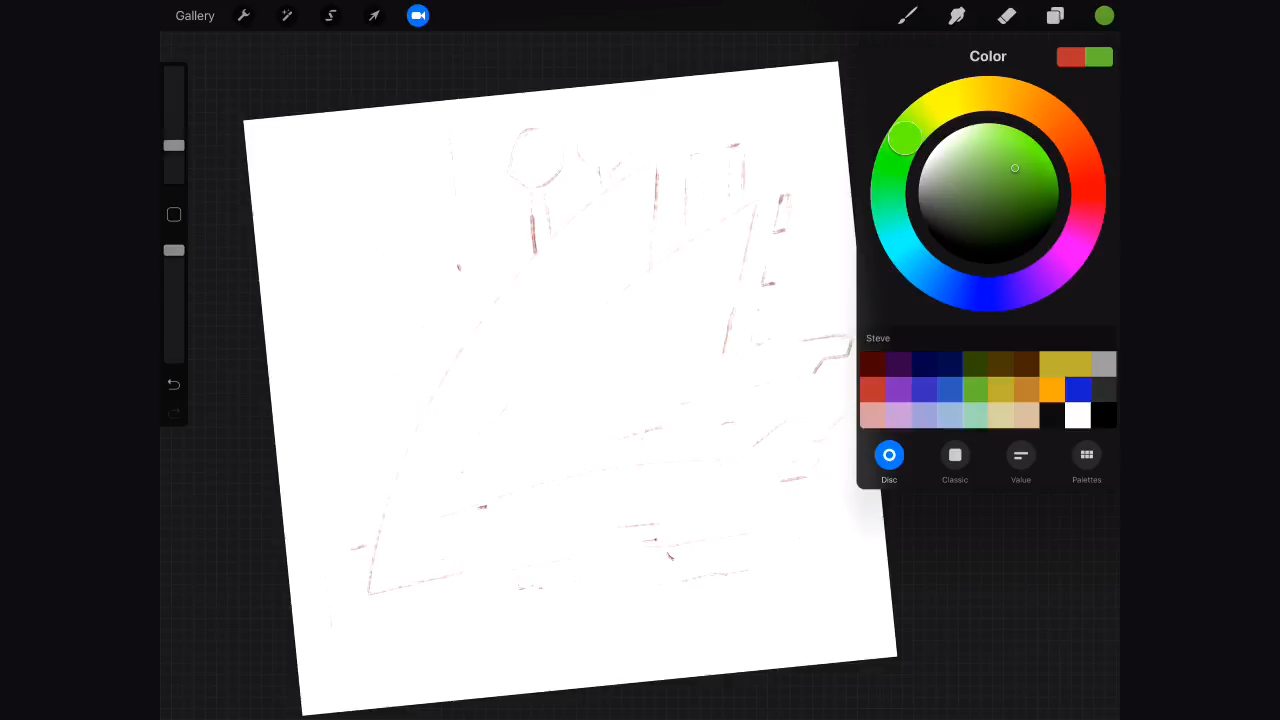 Gallery
Color
Steve
Disc
Classic
Value
Palettes